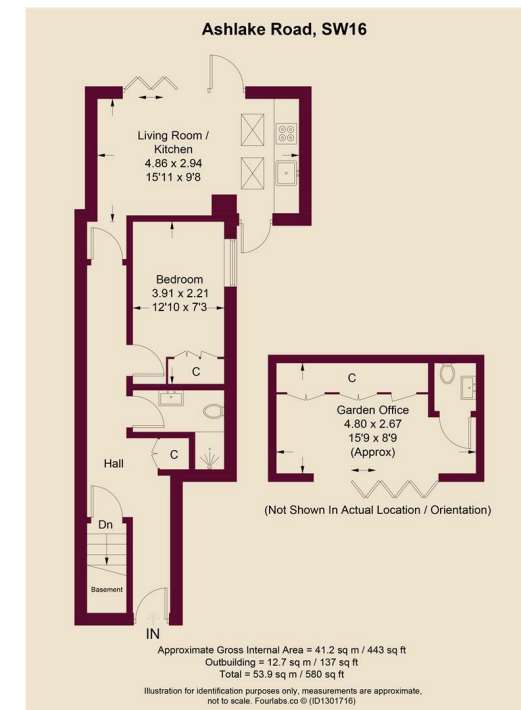 Ashlake Road, SW16
Living Room /
Kitchen
4.86 x 2.94
15'11 x 9'8
Bedroom
3.91 x 2.21
12'10 x 7'3
C
C
Hall
Dn
Basement
IN
C
Garden Office
4.80 x 2.67
15'9 x 8'9
(Approx)
(Not Shown In Actual Location / Orientation)
Approximate Gross Internal Area = 41.2 sq m / 443 sq ft
Outbuilding = 12.7 sq m / 137 sq ft
Total = 53.9 sq m / 580 sq ft
Illustration for identification purposes only, measurements are approximate,
not to scale. Fourlabs.co © (ID1301716)